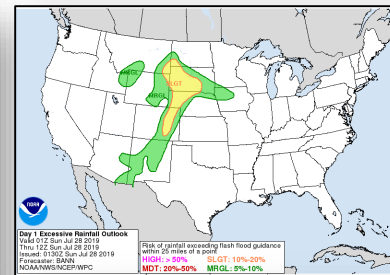 MRGL
SLGT
MRGL
NOAA
Day 1 Excessive Rainfall Outlook
Valid 01Z Sun Jul 28 2019
Thru 12Z Sun Jul 28 2019
Issued: 0130Z Sun Jul 28 2019
Forecaster: BANN
NOAA/NWS/NCEP/WPC
Risk of rainfall exceeding flash flood guidance
within 25 miles of a point
HIGH: > 50% SLGT: 10%-20%
MDT: 20%-50% MRGL: 5%-10%